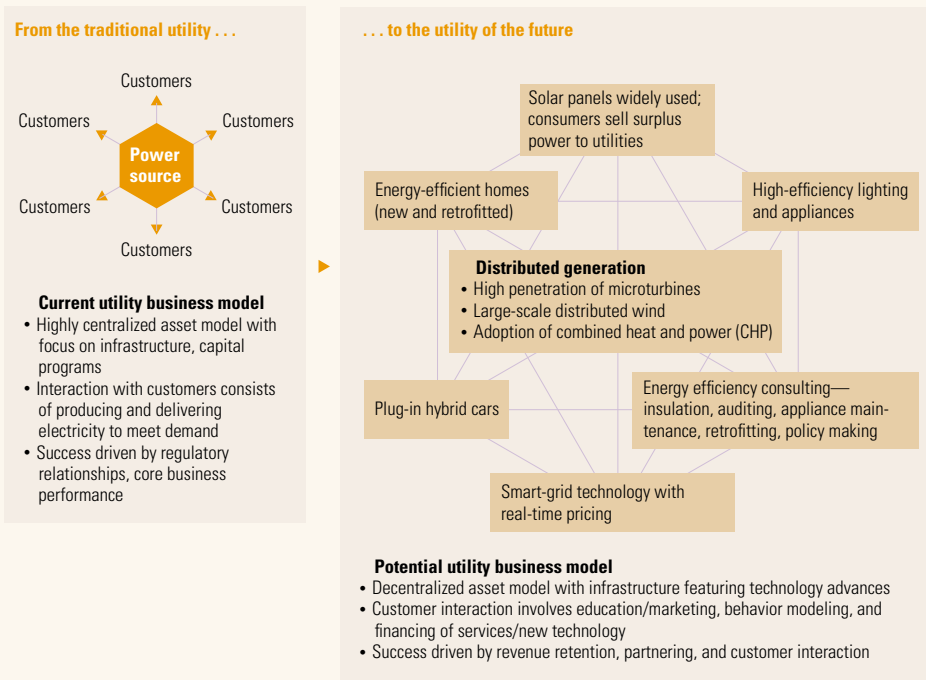 From the traditional utility . . .
Customers
Customers
Customers
Power
source
Customers
Customers
Customers
Current utility business model
• Highly centralized asset model with
focus on infrastructure, capital
programs
• Interaction with customers consists
of producing and delivering
electricity to meet demand
• Success driven by regulatory
relationships, core business
performance
. . . to the utility of the future
Solar panels widely used;
consumers sell surplus
power to utilities
Energy-efficient homes
(new and retrofitted)
High-efficiency lighting
and appliances
Distributed generation
• High penetration of microturbines
• Large-scale distributed wind
• Adoption of combined heat and power (CHP)
Plug-in hybrid cars
Energy efficiency consulting—
insulation, auditing, appliance main-
tenance, retrofitting, policy making
Smart-grid technology with
real-time pricing
Potential utility business model
• Decentralized asset model with infrastructure featuring technology advances
• Customer interaction involves education/marketing, behavior modeling, and
financing of services/new technology
• Success driven by revenue retention, partnering, and customer interaction